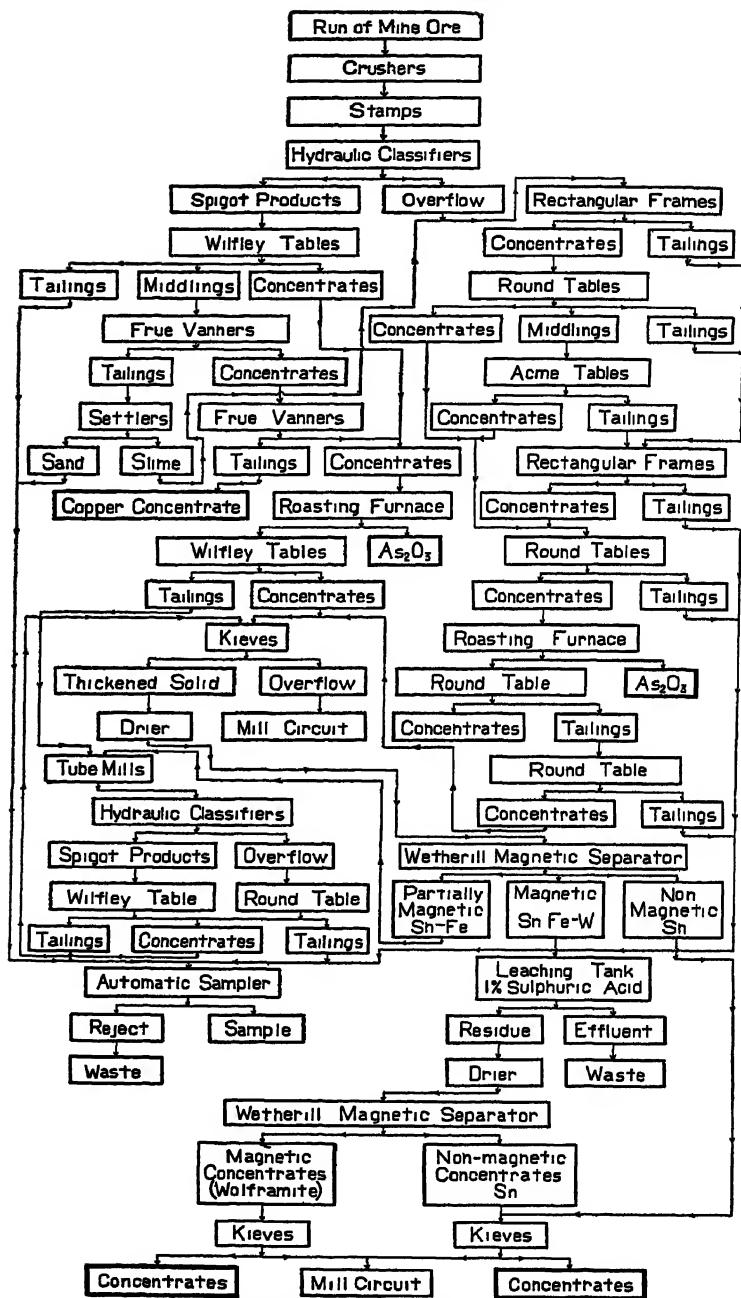 Run of Mine Ore
Crushers
Stamps
Hydraulic Classifiers
Spigot Products
Overflow
Rectangular Frames
Wilfley Tables
Concentrates
Tailings
Tailings
Middlings
Concentrates
Round Tables
Frue Vanners
Concentrates
Middlings
Tailings
Tailings
Concentrates
Acme Tables
Settlers
Frue Vanners
Concentrates
Tailings
Sand
Slime
Tailings
Concentrates
Rectangular Frames
Copper Concentrate
Roasting Furnace
Concentrates
Tailings
Wilfley Tables
As₂O₃
Round Tables
Tailings
Concentrates
Concentrates
Tailings
Kieves
Roasting Furnace
Thickened Solid
Overflow
Round Table
As₂O₃
Drier
Mill Circuit
Concentrates
Tailings
Tube Mills
Round Table
Hydraulic Classifiers
Concentrates
Tailings
Spigot Products
Overflow
Wetherill Magnetic Separator
Wilfley Table
Round Table
Partially
Magnetic
Sn-Fe
Magnetic
Sn Fe-W
Non
Magnetic
Sn
Tailings
Concentrates
Tailings
Automatic Sampler
Leaching Tank
1% Sulphuric Acid
Reject
Sample
Residue
Effluent
Waste
Drier
Waste
Wetherill Magnetic Separator
Magnetic
Concentrates
(Wolframite)
Non-magnetic
Concentrates
Sn
Kieves
Kieves
Concentrates
Mill Circuit
Concentrates